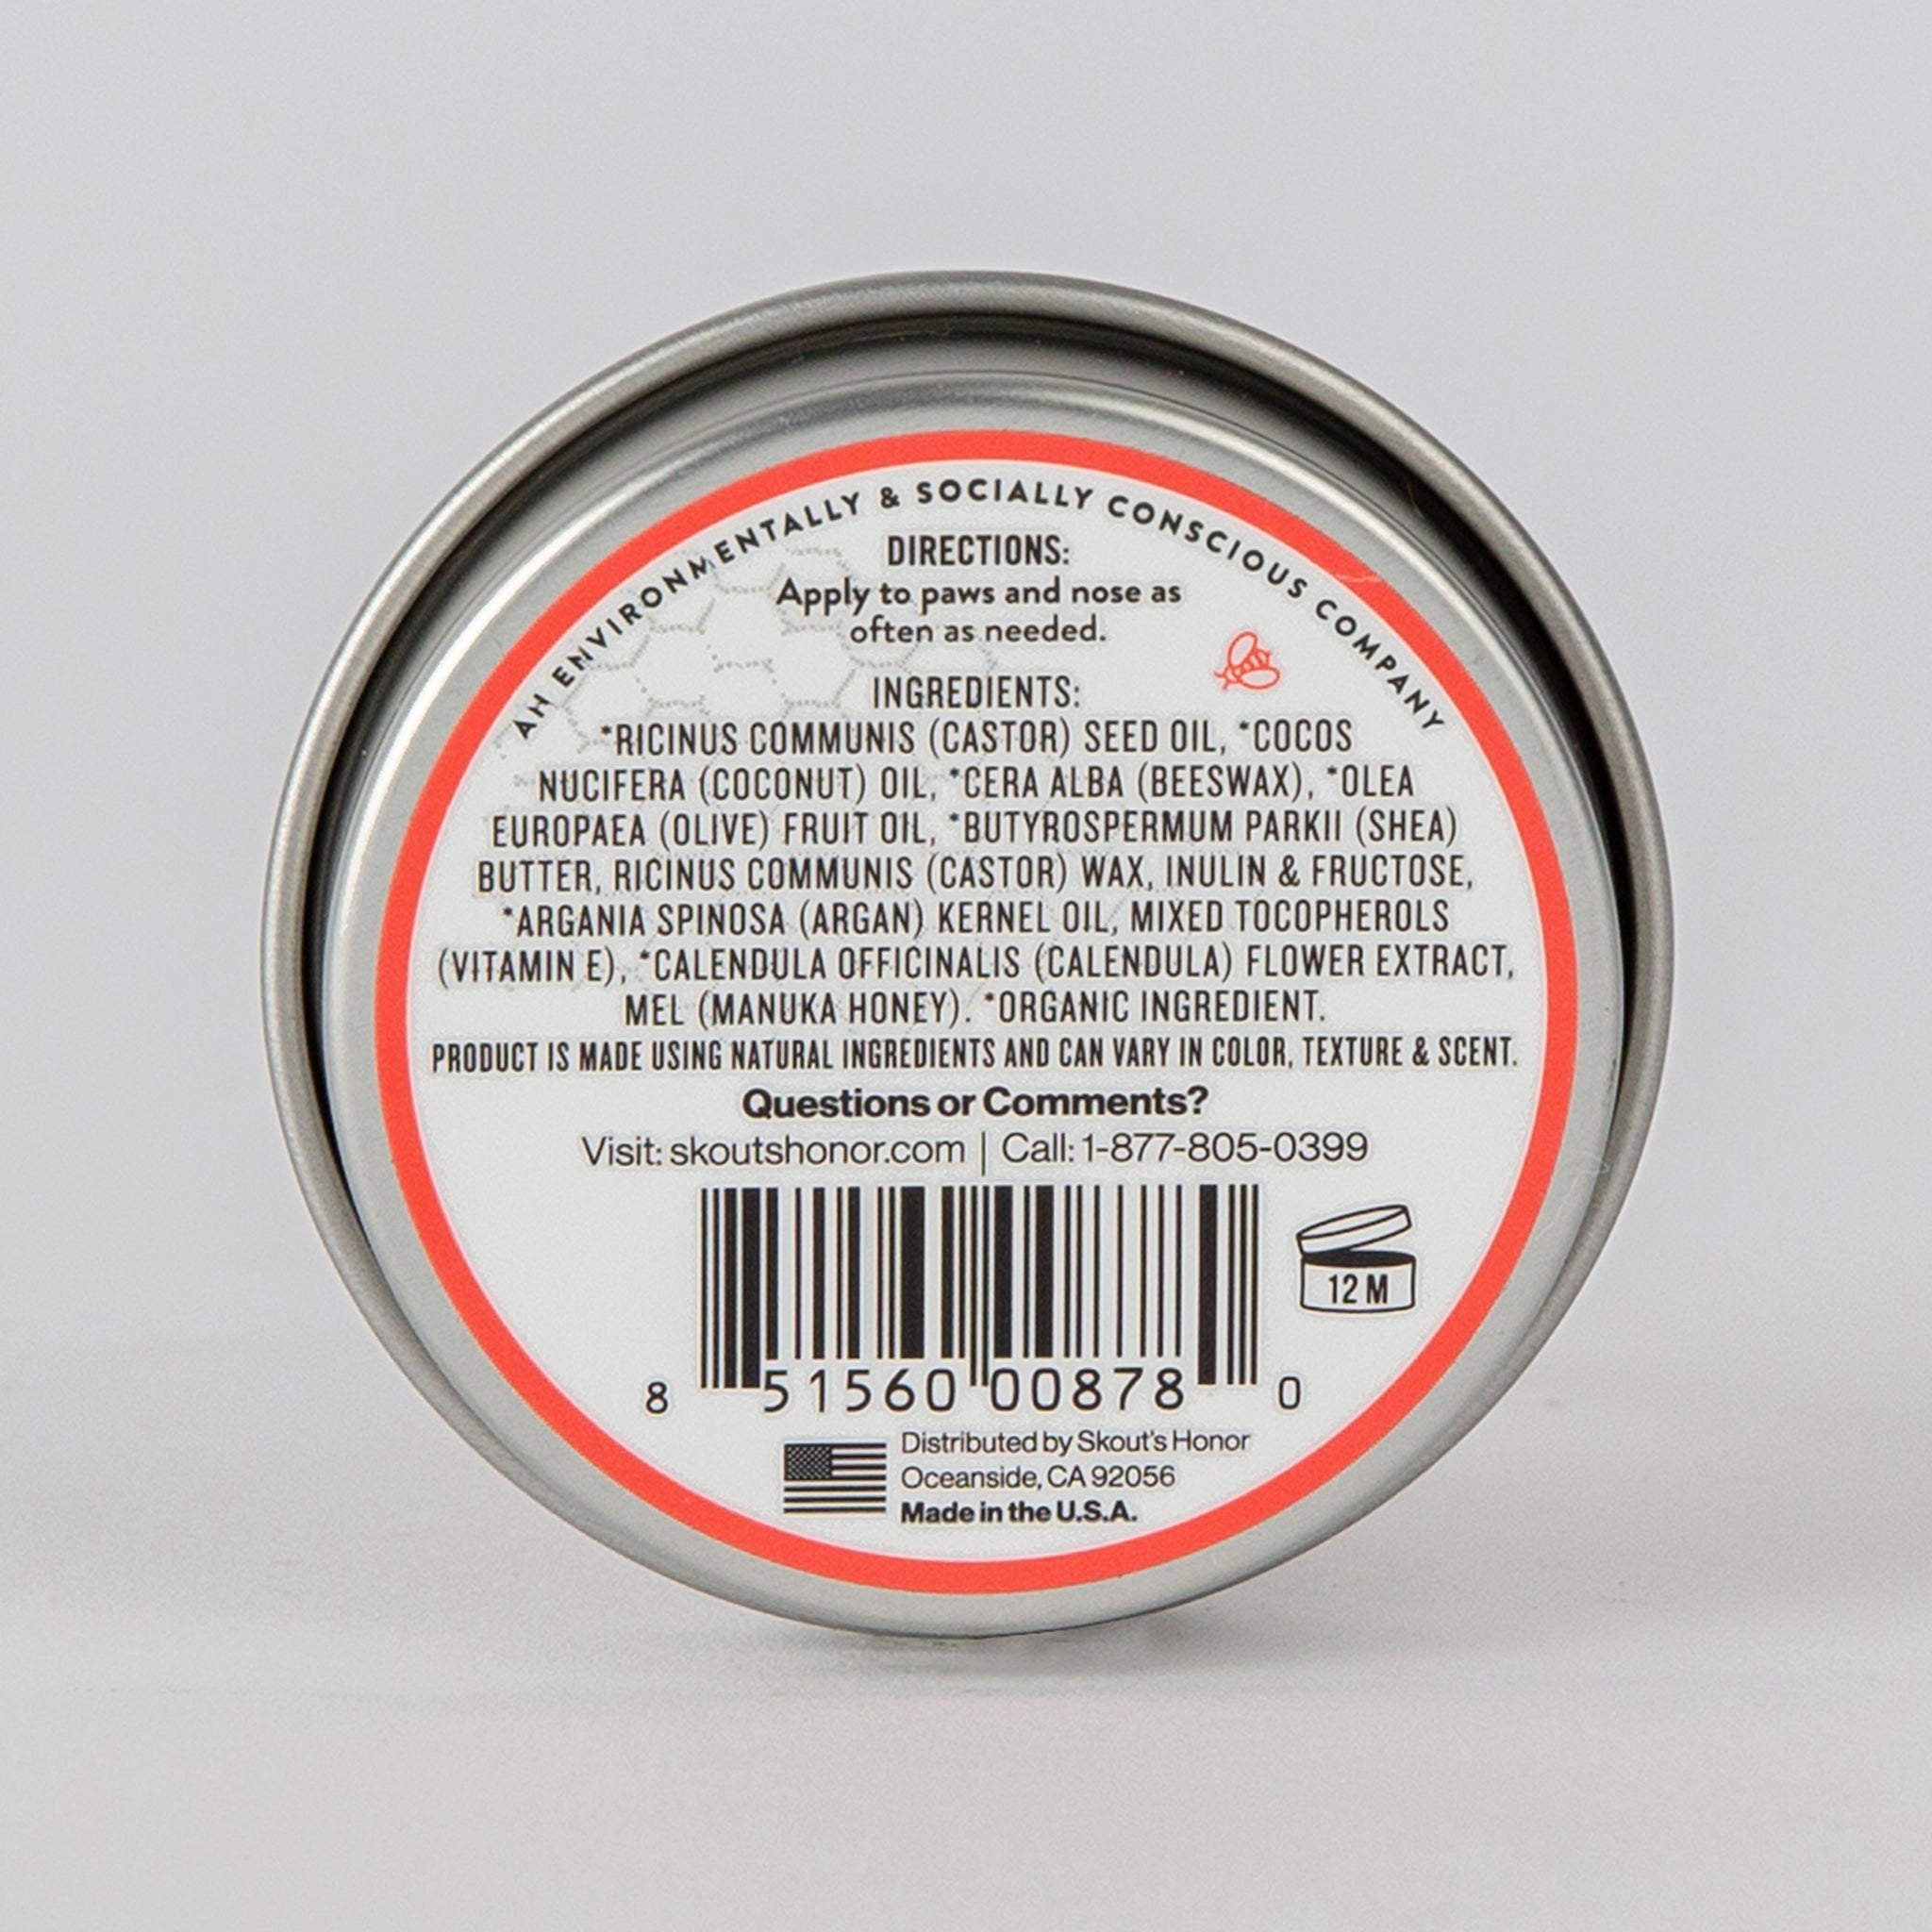 AN ENVIRONMENTALLY & SOCIALLY CONSCIOUS COMPANY
DIRECTIONS:
Apply to paws and nose as
often as needed.
INGREDIENTS:
*RICINUS COMMUNIS (CASTOR) SEED OIL, *COCOS
NUCIFERA (COCONUT) OIL, *CERA ALBA (BEESWAX), *OLEA
EUROPAEA (OLIVE) FRUIT OIL, *BUTYROSPERMUM PARKII (SHEA)
BUTTER, RICINUS COMMUNIS (CASTOR) WAX, INULIN & FRUCTOSE,
*ARGANIA SPINOSA (ARGAN) KERNEL OIL, MIXED TOCOPHEROLS
(VITAMIN E), *CALENDULA OFFICINALIS (CALENDULA) FLOWER EXTRACT,
MEL (MANUKA HONEY). *ORGANIC INGREDIENT.
PRODUCT IS MADE USING NATURAL INGREDIENTS AND CAN VARY IN COLOR, TEXTURE & SCENT.
Questions or Comments?
Visit: skoutshonor.com | Call: 1-877-805-0399
12 M
8 51560 00878 0
Distributed by Skout's Honor
Oceanside, CA 92056
Made in the U.S.A.